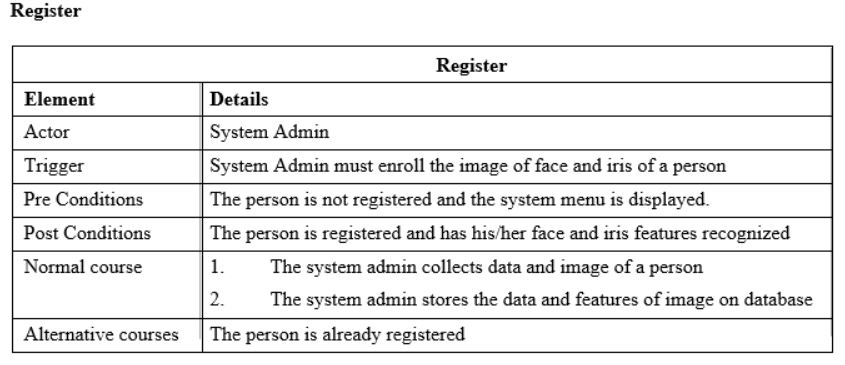 Register
Register
Element Details
Actor System Admin
Trigger System Admin must enroll the image of face and iris of a person
Pre Conditions The person is not registered and the system menu is displayed.
Post Conditions The person is registered and has his/her face and iris features recognized
Normal course 1. The system admin collects data and image of a person
2. The system admin stores the data and features of image on database
Alternative courses The person is already registered